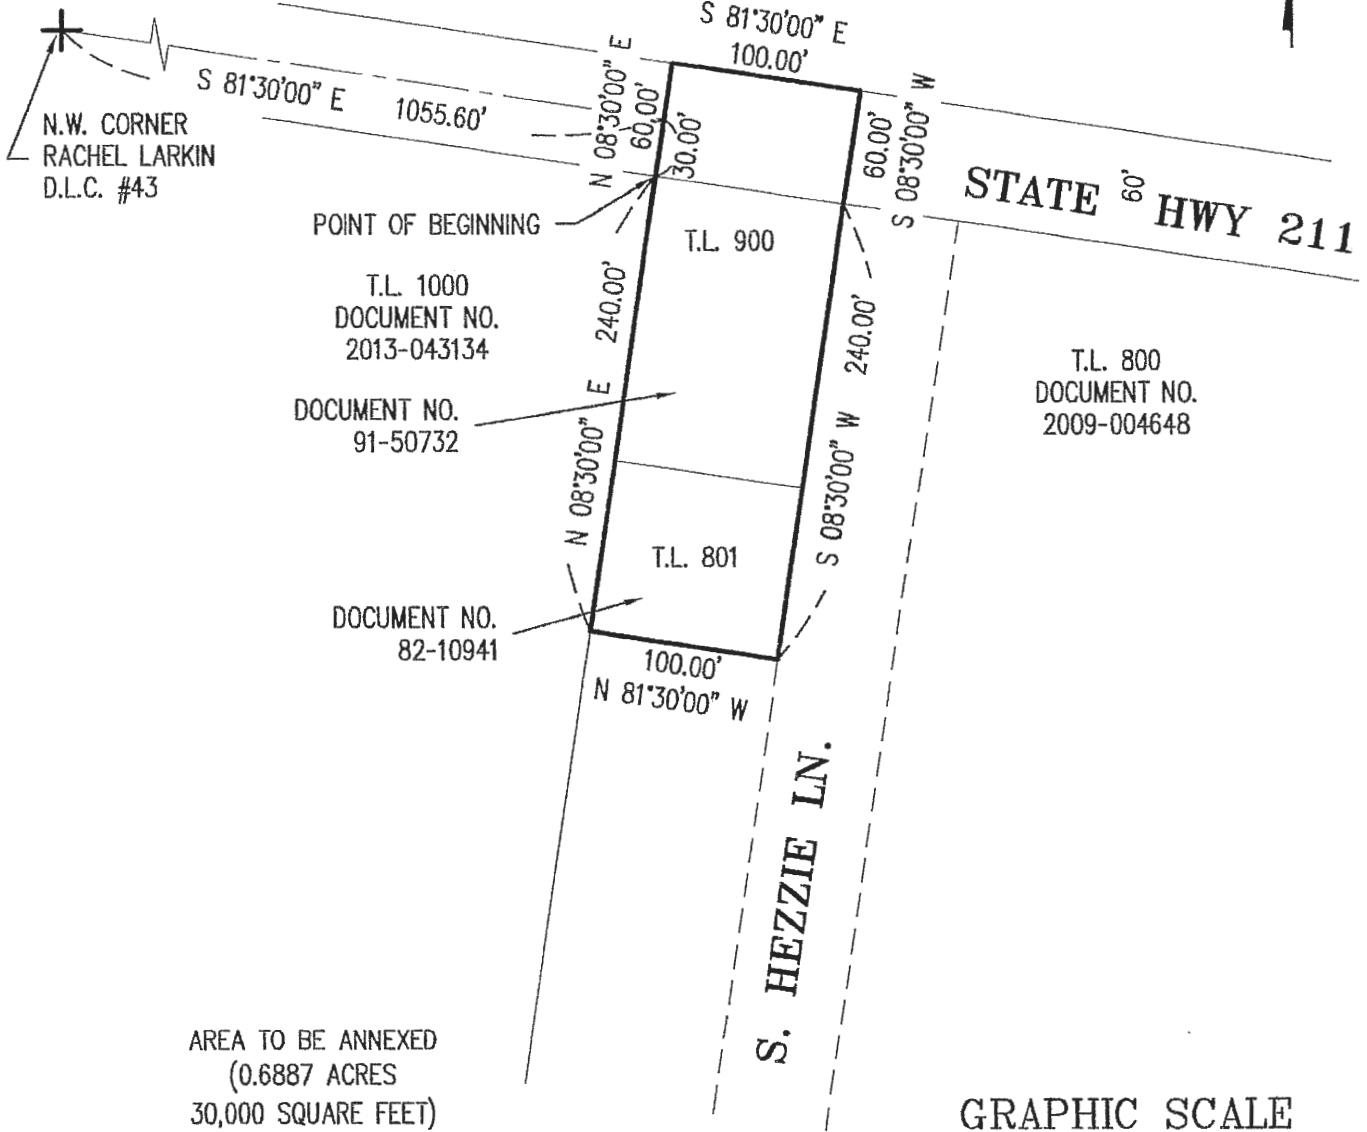 S 81°30'00" E
100.00'
S 81°30'00" E 1055.60'
N.W. CORNER
RACHEL LARKIN
D.L.C. #43
N 08°30'00" E
60.00'
30.00'
60.00'
S 08°30'00" W
STATE 60' HWY 211
POINT OF BEGINNING
T.L. 900
T.L. 1000
DOCUMENT NO.
2013-043134
N 08°30'00" E 240.00'
S 08°30'00" W 240.00'
T.L. 800
DOCUMENT NO.
2009-004648
DOCUMENT NO.
91-50732
T.L. 801
DOCUMENT NO.
82-10941
100.00'
N 81°30'00" W
S. HEZZIE LN.
AREA TO BE ANNEXED
(0.6887 ACRES
30,000 SQUARE FEET)
GRAPHIC SCALE